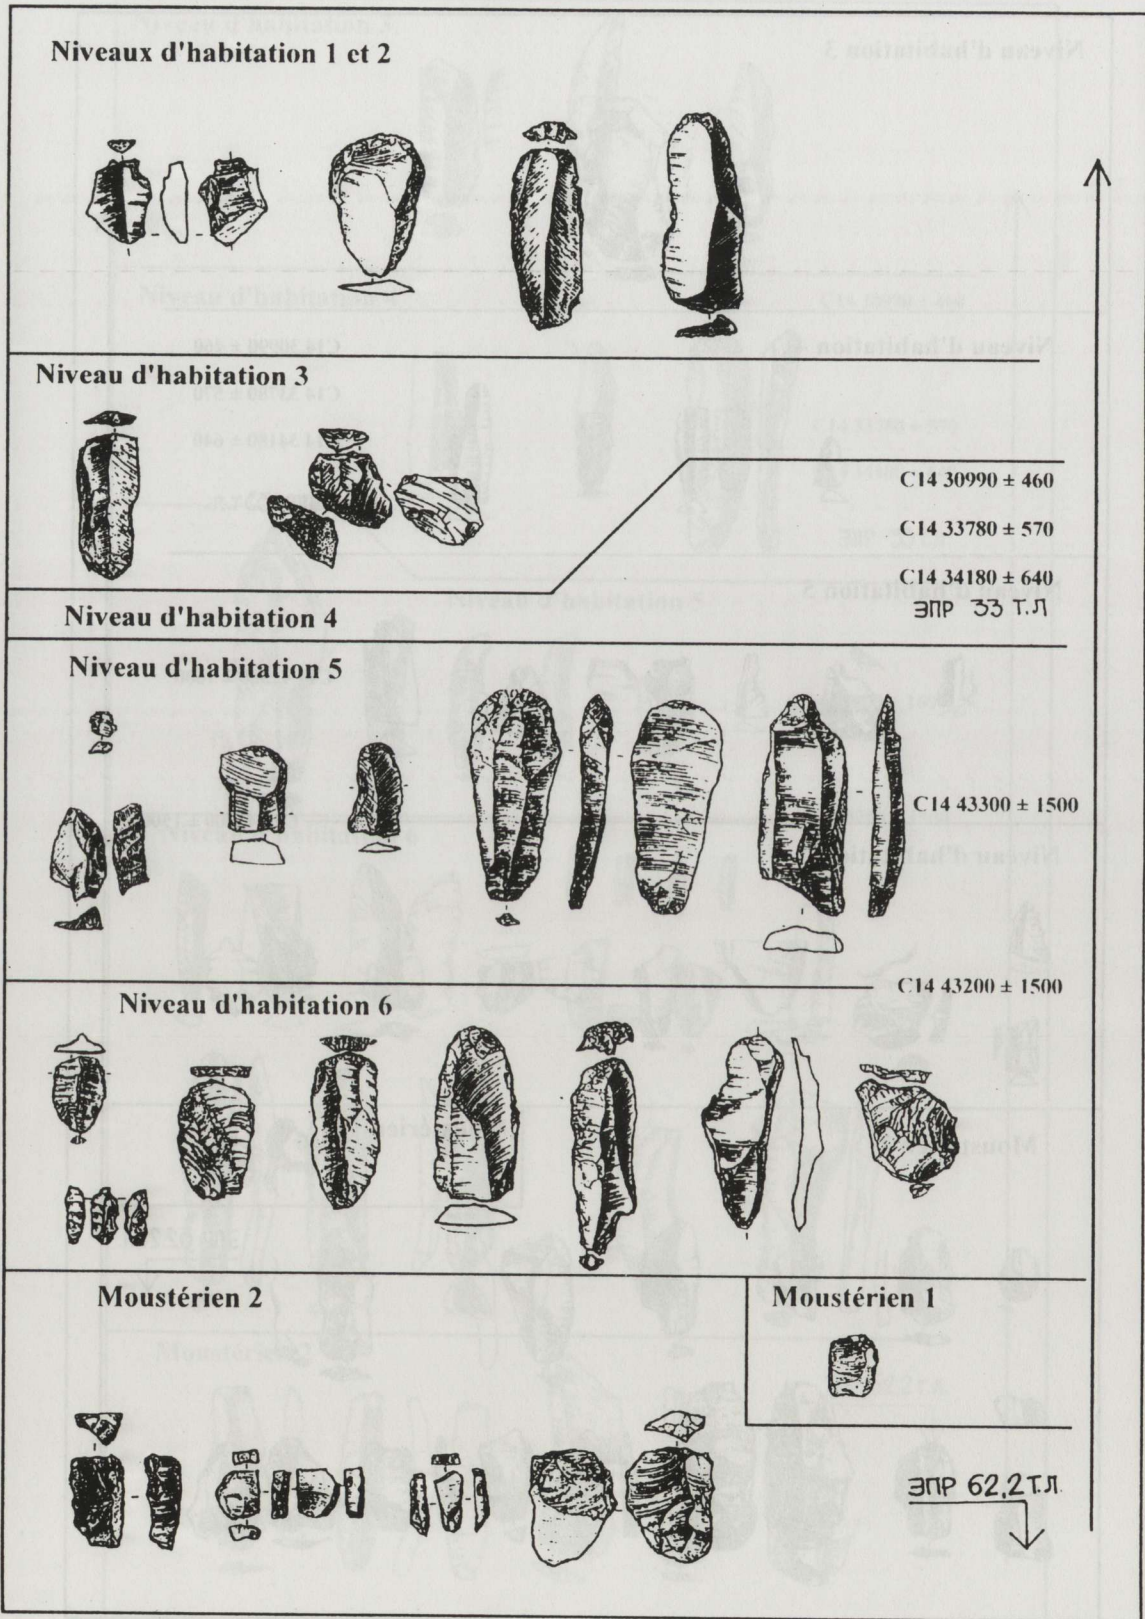 Niveaux d'habitation 1 et 2
Niveau d'habitation 3
C14 30990 ± 460
C14 33780 ± 570
C14 34180 ± 640
ЭПР 33 Т.Л
Niveau d'habitation 4
Niveau d'habitation 5
C14 43300 ± 1500
C14 43200 ± 1500
Niveau d'habitation 6
Moustérien 2
Moustérien 1
ЭПР 62,2 Т.Л.